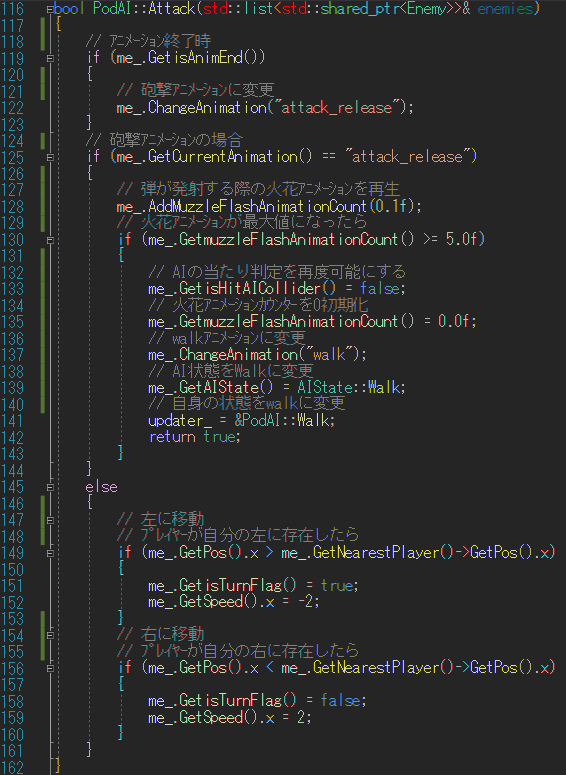 116 bool PodAI::Attack(std::list<std::shared_ptr<Enemy>>& enemies)
117 {
118 // ｱﾆﾒｰｼｮﾝ終了時
119 if (me_.GetisAnimEnd())
120 {
121 // 砲撃ｱﾆﾒｰｼｮﾝに変更
122 me_.ChangeAnimation("attack_release");
123 }
124 // 砲撃ｱﾆﾒｰｼｮﾝの場合
125 if (me_.GetCurrentAnimation() == "attack_release")
126 {
127 // 弾が発射する際の火花ｱﾆﾒｰｼｮﾝを再生
128 me_.AddMuzzleFlashAnimationCount(0.1f);
129 // 火花ｱﾆﾒｰｼｮﾝが最大値になったら
130 if (me_.GetmuzzleFlashAnimationCount() >= 5.0f)
131 {
132 // AIの当たり判定を再度可能にする
133 me_.GetisHitAICollider() = false;
134 // 火花ｱﾆﾒｰｼｮﾝｶｳﾝﾀｰを0初期化
135 me_.GetmuzzleFlashAnimationCount() = 0.0f;
136 // walkｱﾆﾒｰｼｮﾝに変更
137 me_.ChangeAnimation("walk");
138 // AI状態をWalkに変更
139 me_.GetAIState() = AIState::Walk;
140 // 自身の状態をwalkに変更
141 updater_ = &PodAI::Walk;
142 return true;
143 }
144 }
145 else
146 {
147 // 左に移動
148 // ﾌﾟﾚｲﾔｰが自分の左に存在したら
149 if (me_.GetPos().x > me_.GetNearestPlayer()->GetPos().x)
150 {
151 me_.GetisTurnFlag() = true;
152 me_.GetSpeed().x = -2;
153 }
154 // 右に移動
155 // ﾌﾟﾚｲﾔｰが自分の右に存在したら
156 if (me_.GetPos().x < me_.GetNearestPlayer()->GetPos().x)
157 {
158 me_.GetisTurnFlag() = false;
159 me_.GetSpeed().x = 2;
160 }
161 }
162 }